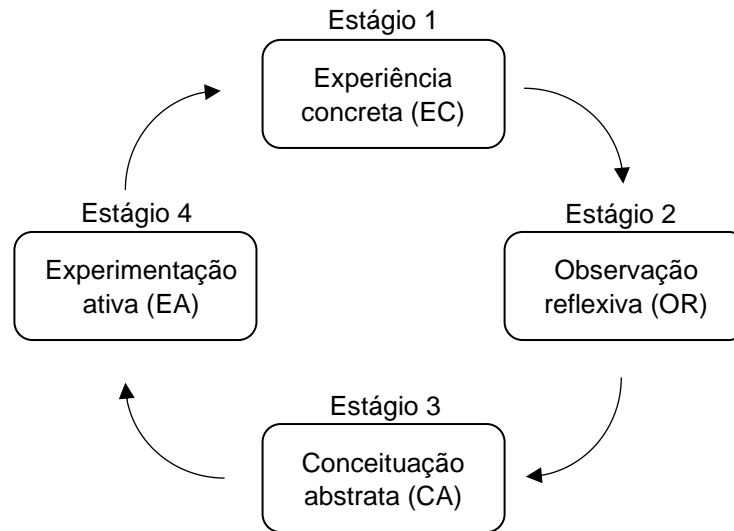 Estágio 1
Experiência
concreta (EC)
Estágio 2
Observação
reflexiva (OR)
Estágio 3
Conceituação
abstrata (CA)
Estágio 4
Experimentação
ativa (EA)